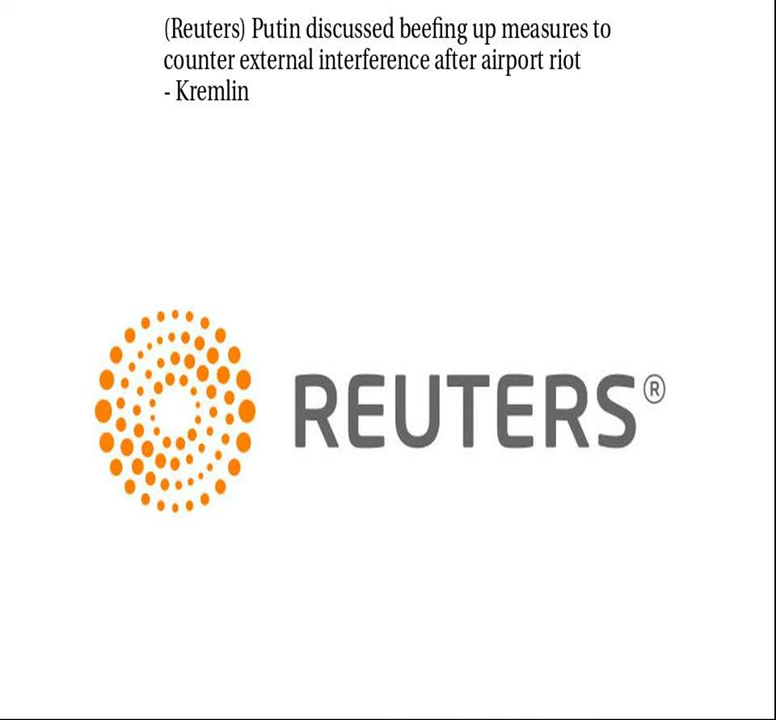 (Reuters) Putin discussed beefing up measures to
counter external interference after airport riot
- Kremlin
REUTERS®